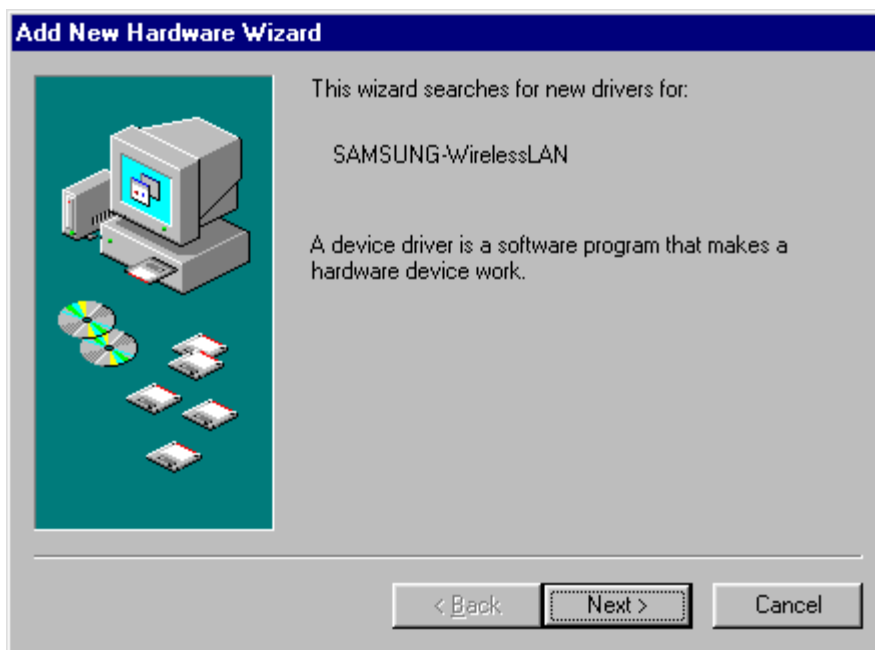 Add New Hardware Wizard
This wizard searches for new drivers for:
SAMSUNG-WirelessLAN
A device driver is a software program that makes a
hardware device work.
< Back
Next >
Cancel